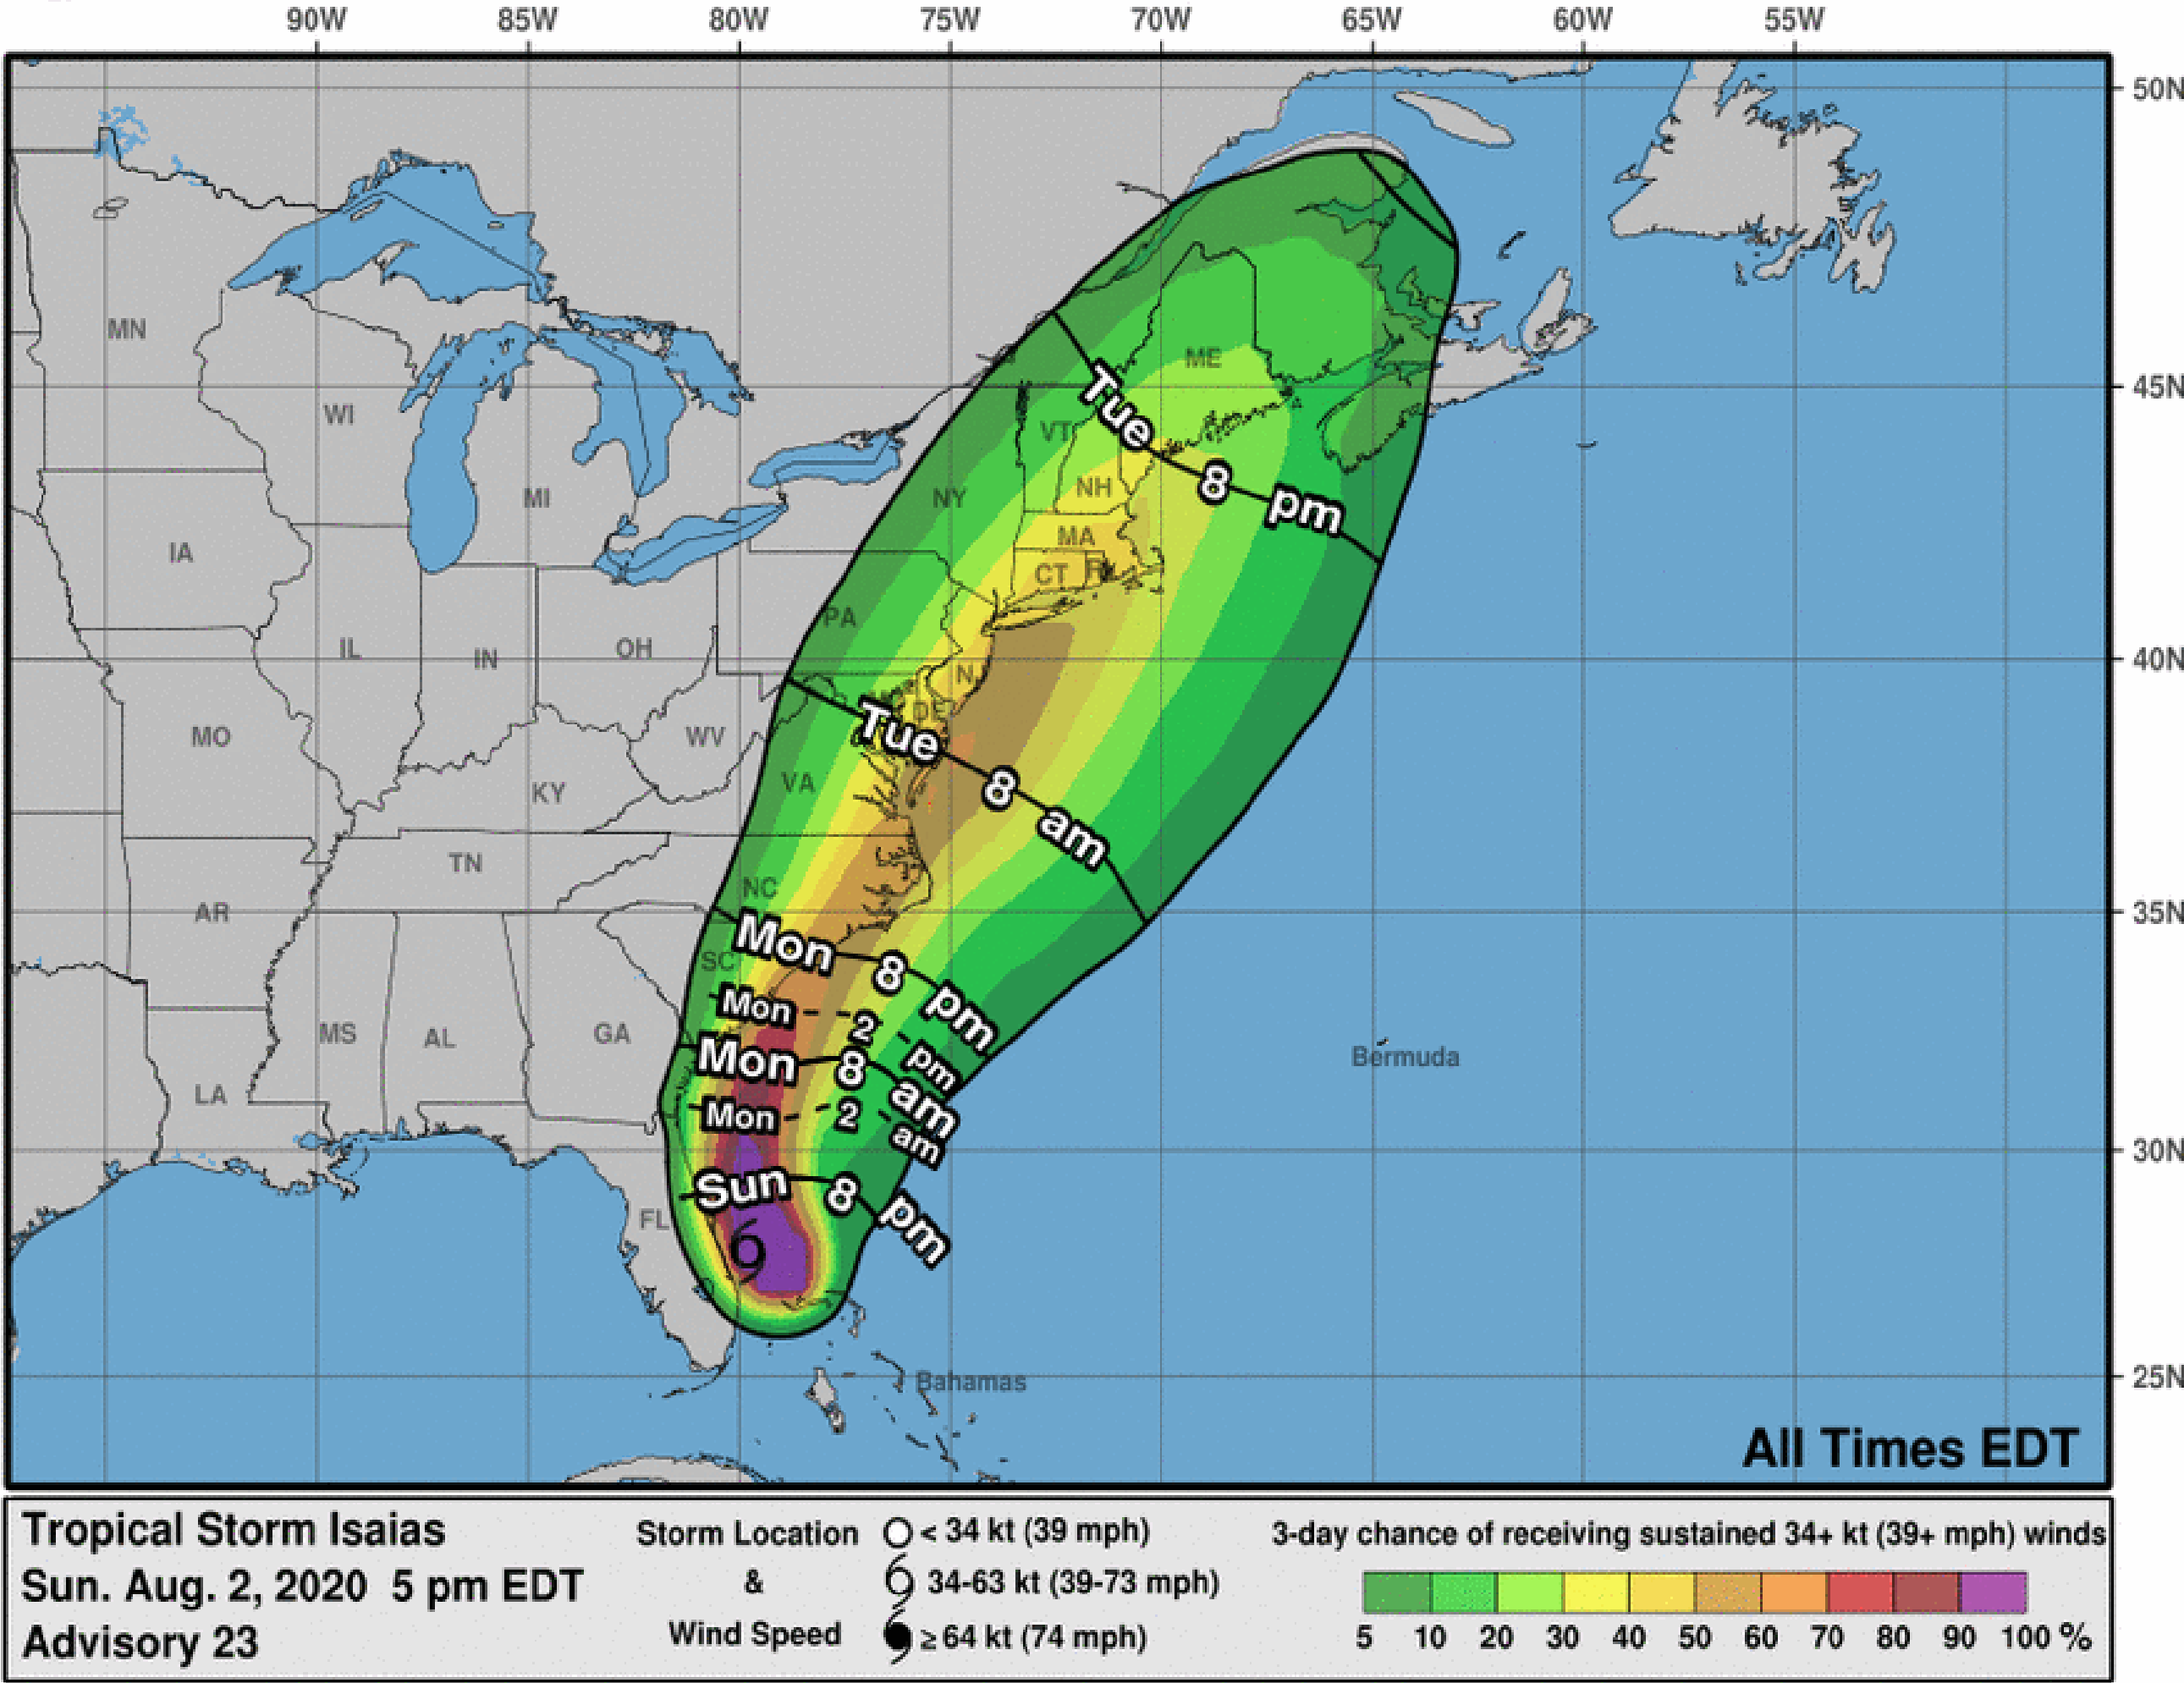 90W 85W 80W 75W 70W 65W 60W 55W
50N
MN
ME
45N
WI
Tue 8 pm
VT
NY
MI
NH
MA
IA
CT
PA
IL
IN
OH
40N
DE
Tue 8 am
MO
WV
VA
KY
TN
NC
AR
35N
Mon 8 pm
SC
Mon 2 pm
MS
AL
GA
Mon 8 am
Bermuda
LA
Mon 2 am
30N
Sun 8 pm
FL
Bahamas
25N
All Times EDT
Tropical Storm Isaias
Sun. Aug. 2, 2020 5 pm EDT
Advisory 23
Storm Location
&
Wind Speed
< 34 kt (39 mph)
34-63 kt (39-73 mph)
≥ 64 kt (74 mph)
3-day chance of receiving sustained 34+ kt (39+ mph) winds
5 10 20 30 40 50 60 70 80 90 100 %